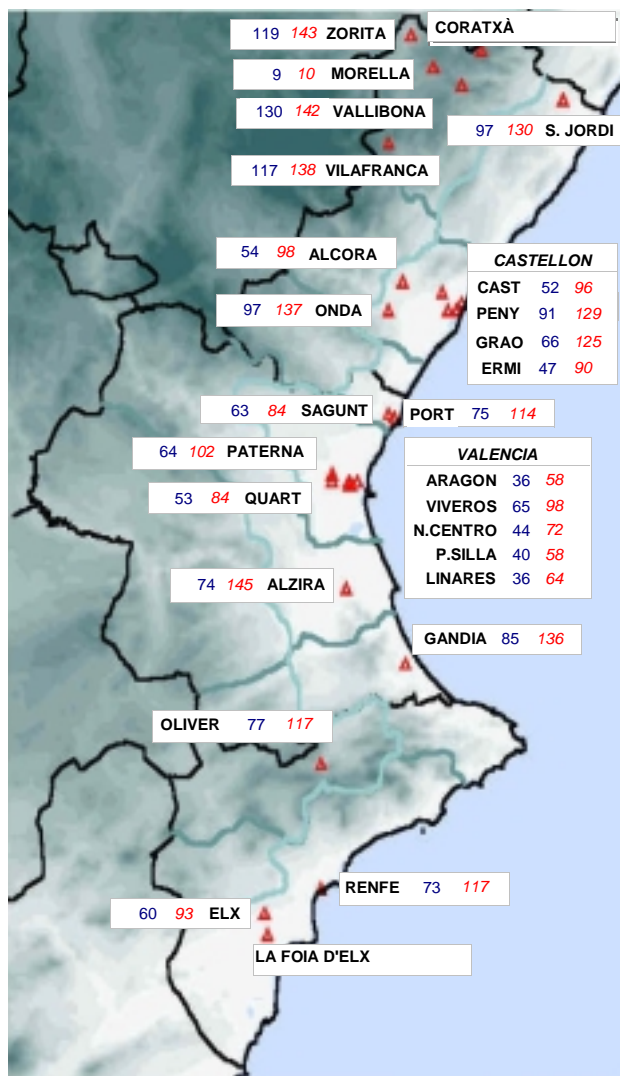 119 143 ZORITA
CORATXÀ
9 10 MORELLA
130 142 VALLIBONA
97 130 S. JORDI
117 138 VILAFRANCA
54 98 ALCORA
97 137 ONDA
CASTELLON
CAST 52 96
PENY 91 129
GRAO 66 125
ERMI 47 90
63 84 SAGUNT
PORT 75 114
64 102 PATERNA
53 84 QUART
VALENCIA
ARAGON 36 58
VIVEROS 65 98
N.CENTRO 44 72
P.SILLA 40 58
LINARES 36 64
74 145 ALZIRA
GANDIA 85 136
OLIVER 77 117
RENFE 73 117
60 93 ELX
LA FOIA D'ELX